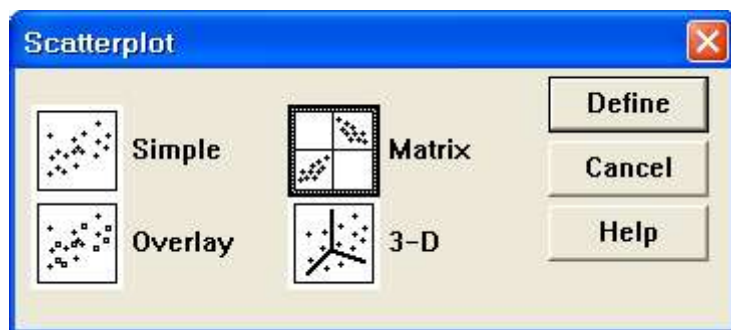 Scatterplot
Simple
Matrix
Overlay
3-D
Define
Cancel
Help